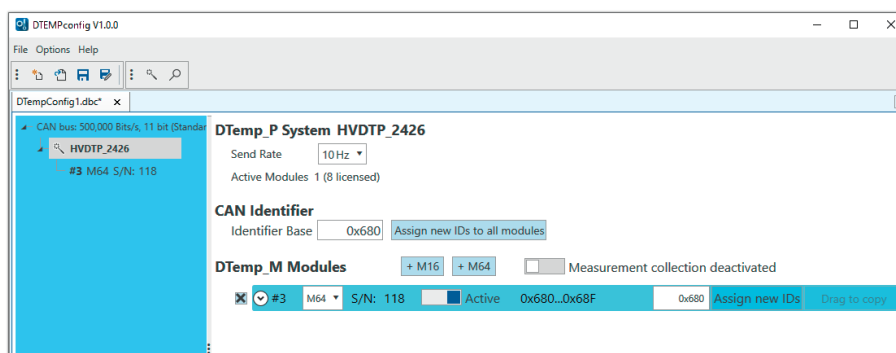 DTEMPconfig V1.0.0
File Options Help
DTempConfig1.dbc*
CAN bus: 500,000 Bits/s, 11 bit (Standar
HVDTP_2426
#3 M64 S/N: 118
DTemp_P System HVDTP_2426
Send Rate 10 Hz
Active Modules 1 (8 licensed)
CAN Identifier
Identifier Base 0x680 Assign new IDs to all modules
DTemp_M Modules + M16 + M64 Measurement collection deactivated
#3 M64 S/N: 118 Active 0x680...0x68F 0x680 Assign new IDs Drag to copy